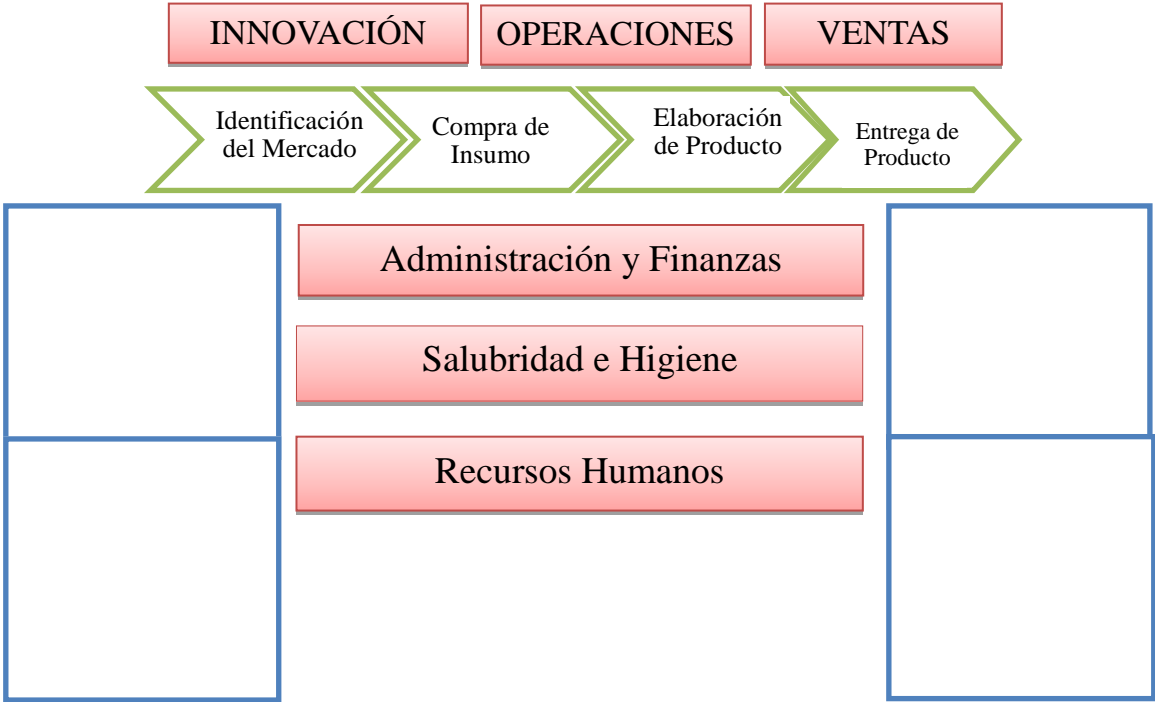 INNOVACIÓN
OPERACIONES
VENTAS
Identificación
del Mercado
Compra de
Insumo
Elaboración
de Producto
Entrega de
Producto
Administración y Finanzas
Salubridad e Higiene
Recursos Humanos